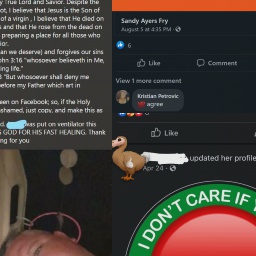 y True Lord and Savior. Despite the
ot, I believe that Jesus is the Son of
of a virgin , I believe that He died on
s and that He rose from the dead on
preparing a place for all those who
ior.
an we deserve) and forgives our sins
ohn 3:16 "whosoever believeth in Me,
ing life."
3 "But whosoever shall deny me
before my Father which art in
een on Facebook; so, if the Holy
shamed, just copy, and make this as
d.
was put on ventilator this
GOD FOR HIS FAST HEALING. Thank
ng for you
Sandy Ayers Fry
August 5 at 4:35 PM
6
Like
Comment
View 1 more comment
Kristian Petrovic
💯 agree
Like
updated her profile
Apr 24
I DON'T CARE IF Y